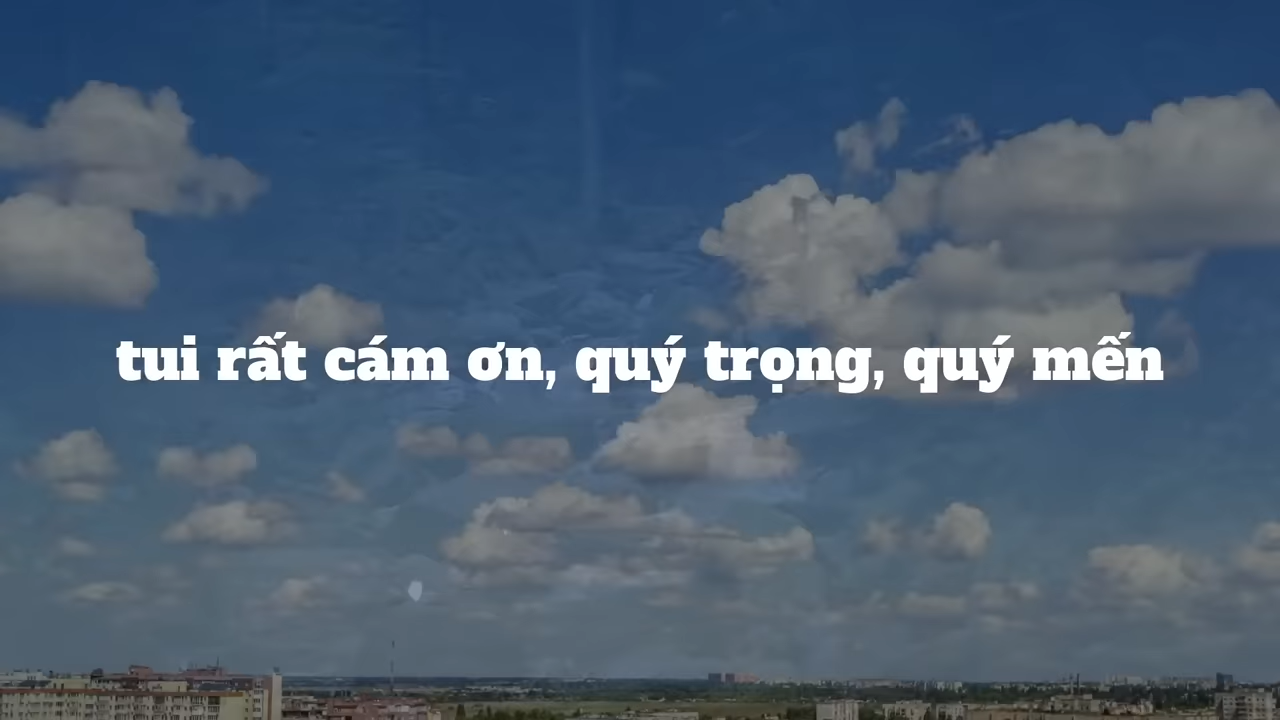 tui rất cám ơn, quý trọng, quý mến